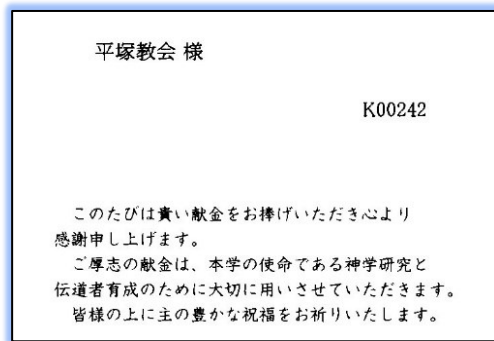 平塚教会 様
K00242
このたびは貴い献金をお捧げいただき心より
感謝申し上げます。
ご厚志の献金は、本学の使命である神学研究と
伝道者育成のために大切に用いさせていただきます。
皆様の上に主の豊かな祝福をお祈りいたします。